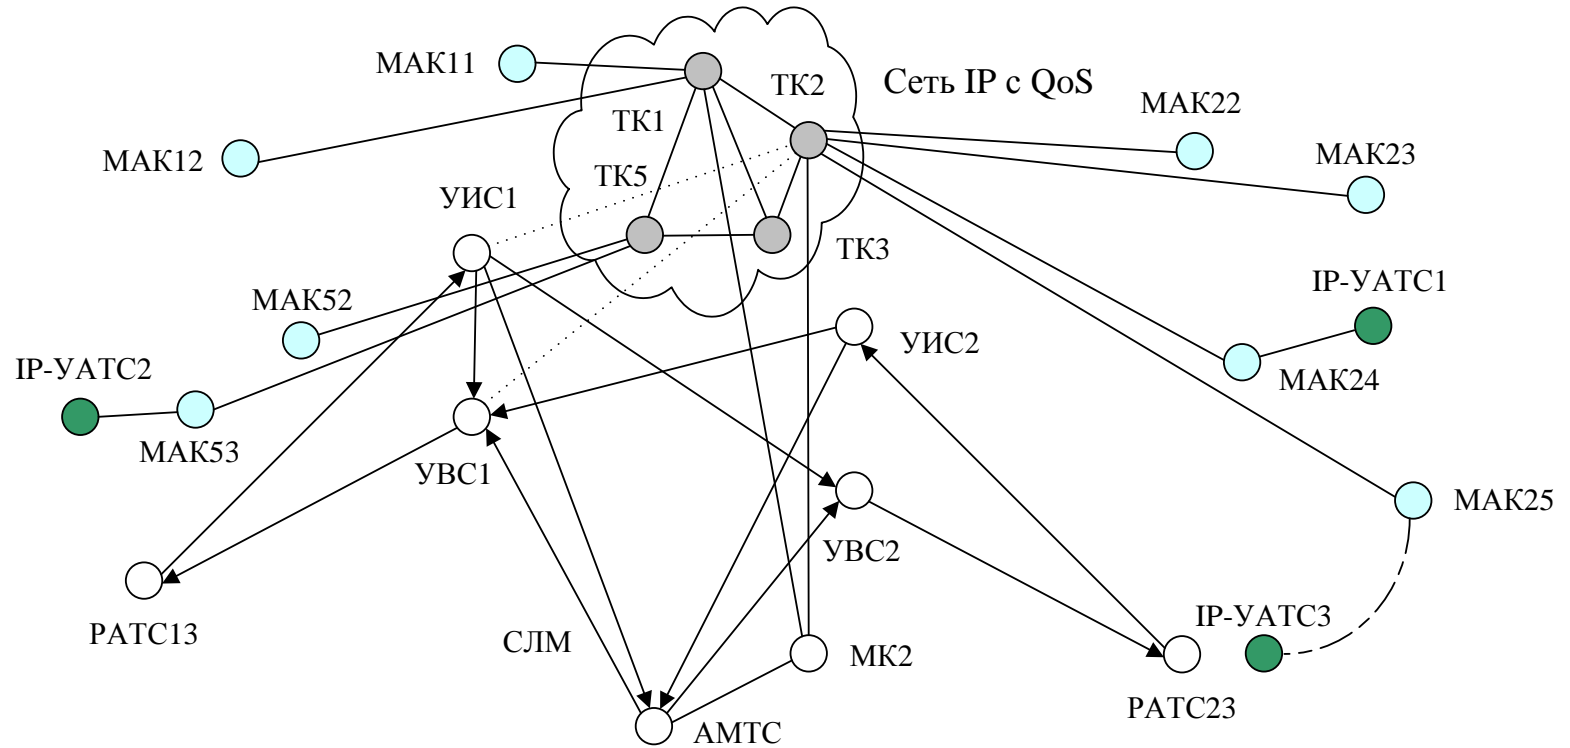 МАК11
ТК2
Сеть IP с QoS
МАК22
ТК1
МАК12
МАК23
ТК5
УИС1
ТК3
IP-УАТС1
МАК52
УИС2
IP-УАТС2
МАК24
МАК53
УВС1
МАК25
УВС2
IP-УАТС3
РАТС13
СЛМ
МК2
РАТС23
АМТС